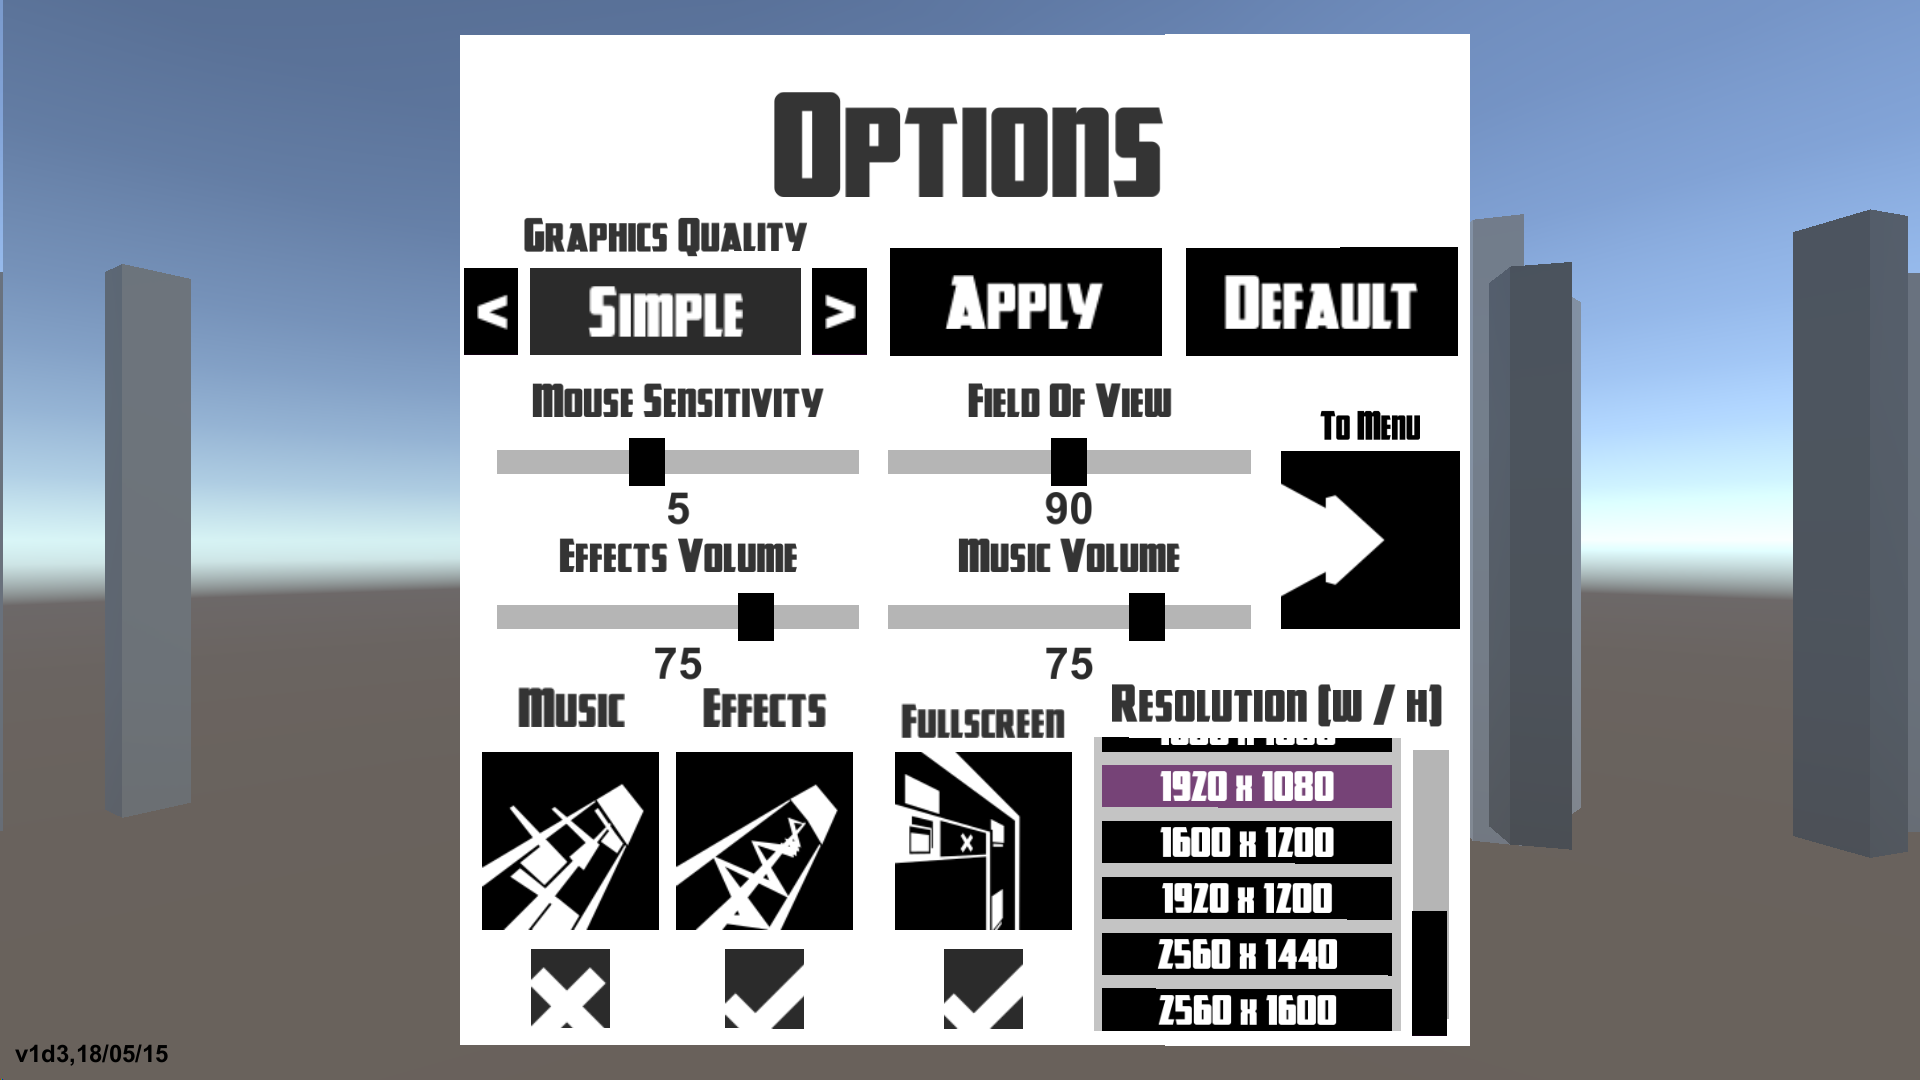 Options
Graphics Quality
< Simple >
Apply
Default
Mouse Sensitivity
5
Field Of View
90
To Menu
Effects Volume
75
Music Volume
75
Music
Effects
Fullscreen
Resolution (W / H)
1920 x 1080
1600 x 1200
1920 x 1200
2560 x 1440
2560 x 1600
v1d3,18/05/15